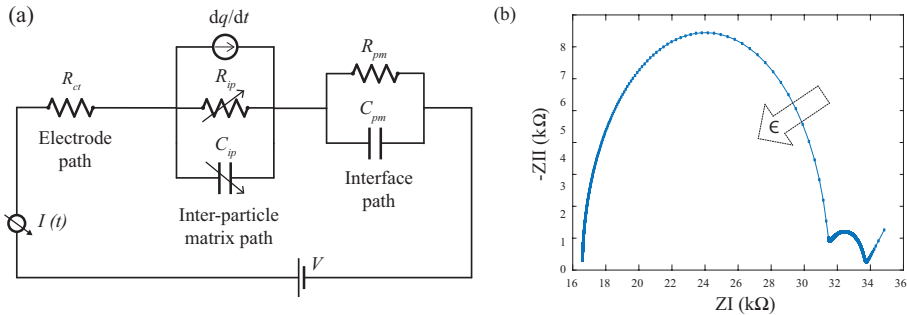 (a)
dq/dt
R_ip
C_ip
Inter-particle
matrix path
R_ct
Electrode
path
R_pm
C_pm
Interface
path
I (t)
V
(b)
-ZII (kΩ)
8
7
6
5
4
3
2
1
0
ϵ
16 18 20 22 24 26 28 30 32 34 36
ZI (kΩ)